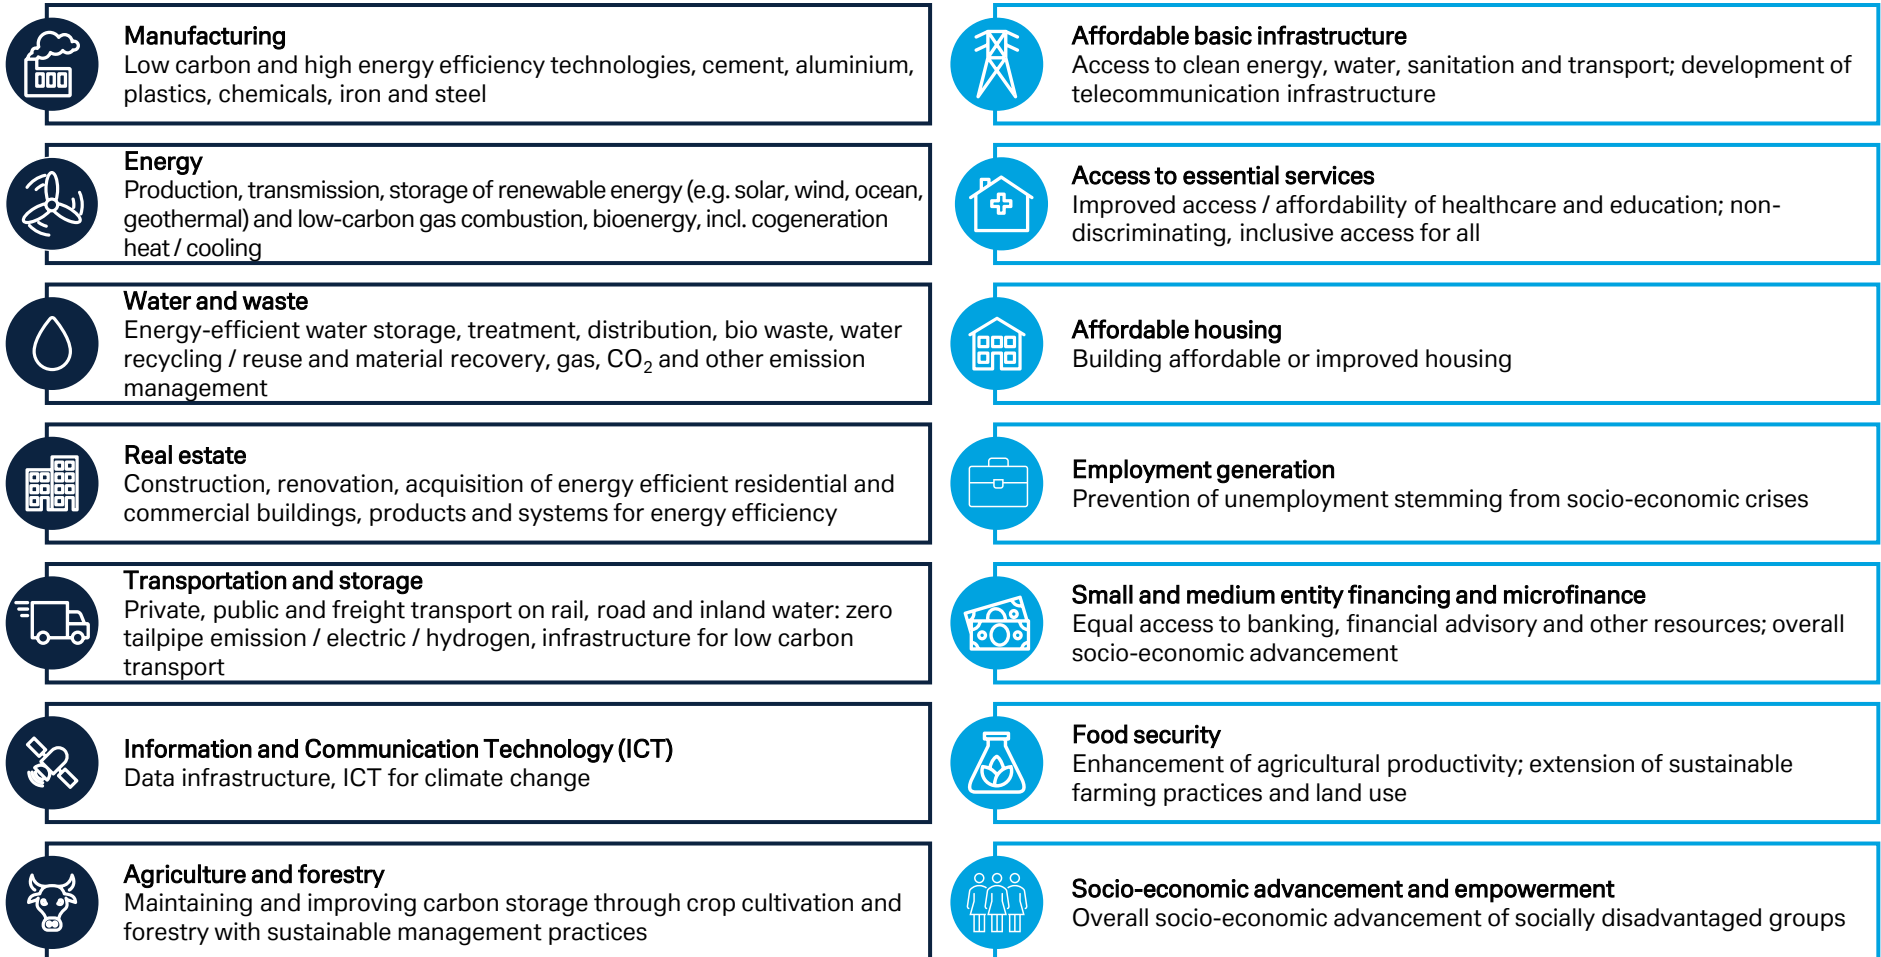 Manufacturing
Low carbon and high energy efficiency technologies, cement, aluminium,
plastics, chemicals, iron and steel
Energy
Production, transmission, storage of renewable energy (e.g. solar, wind, ocean,
geothermal) and low-carbon gas combustion, bioenergy, incl. cogeneration
heat / cooling
Water and waste
Energy-efficient water storage, treatment, distribution, bio waste, water
recycling / reuse and material recovery, gas, CO₂ and other emission
management
Real estate
Construction, renovation, acquisition of energy efficient residential and
commercial buildings, products and systems for energy efficiency
Transportation and storage
Private, public and freight transport on rail, road and inland water: zero
tailpipe emission / electric / hydrogen, infrastructure for low carbon
transport
Information and Communication Technology (ICT)
Data infrastructure, ICT for climate change
Agriculture and forestry
Maintaining and improving carbon storage through crop cultivation and
forestry with sustainable management practices
Affordable basic infrastructure
Access to clean energy, water, sanitation and transport; development of
telecommunication infrastructure
Access to essential services
Improved access / affordability of healthcare and education; non-
discriminating, inclusive access for all
Affordable housing
Building affordable or improved housing
Employment generation
Prevention of unemployment stemming from socio-economic crises
Small and medium entity financing and microfinance
Equal access to banking, financial advisory and other resources; overall
socio-economic advancement
Food security
Enhancement of agricultural productivity; extension of sustainable
farming practices and land use
Socio-economic advancement and empowerment
Overall socio-economic advancement of socially disadvantaged groups